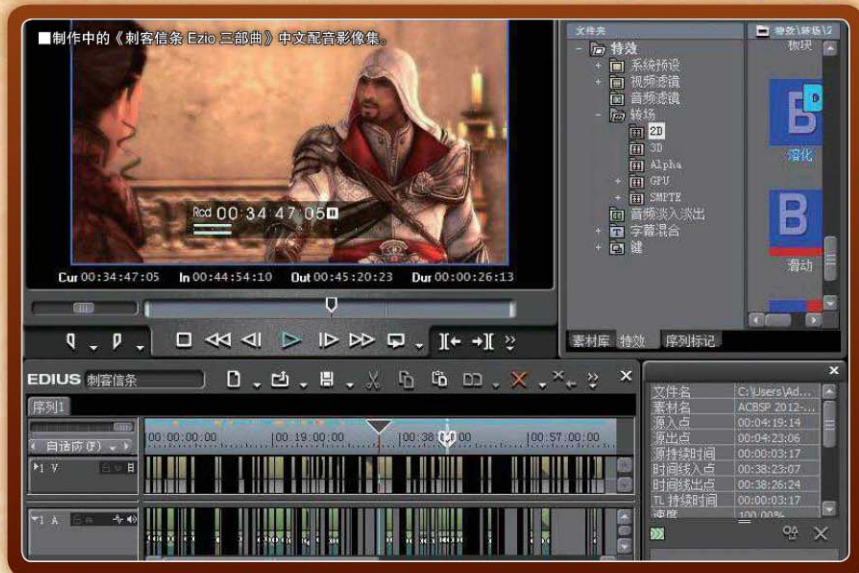 ■制作中的《刺客信条 Ezio 三部曲》中文配音影像集。
Rcd 00:34:47:05
Cur 00:34:47:05 In 00:44:54:10 Out 00:45:20:23 Dur 00:00:26:13
文件夹
特效
系统预设
视频滤镜
音频滤镜
转场
2D
3D
Alpha
GPU
SMPTE
音频淡入淡出
字幕混合
键
特效\转场\2
板块
B
D
溶化
B
滑动
素材库 特效 序列标记
EDIUS 刺客信条
序列1
自适应(F)
00:00:00:00 00:19:00:00 00:38 00 00:57:00:00
1 V
1 A
文件名 C:\Users\Ad...
素材名 ACBSP 2012-...
源入点 00:04:19:14
源出点 00:04:23:06
源持续时间 00:00:03:17
时间线入点 00:38:23:07
时间线出点 00:38:26:24
TL 持续时间 00:00:03:17
速度 100.00%